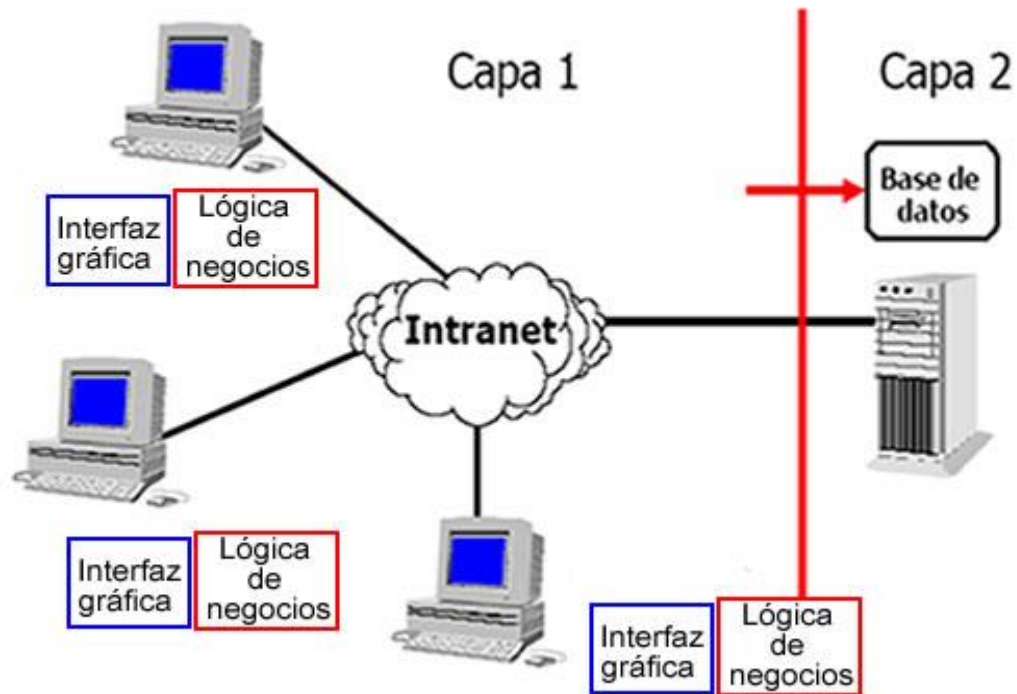 Capa 1
Capa 2
Base de
datos
Interfaz
gráfica
Lógica
de
negocios
Intranet
Interfaz
gráfica
Lógica
de
negocios
Interfaz
gráfica
Lógica
de
negocios